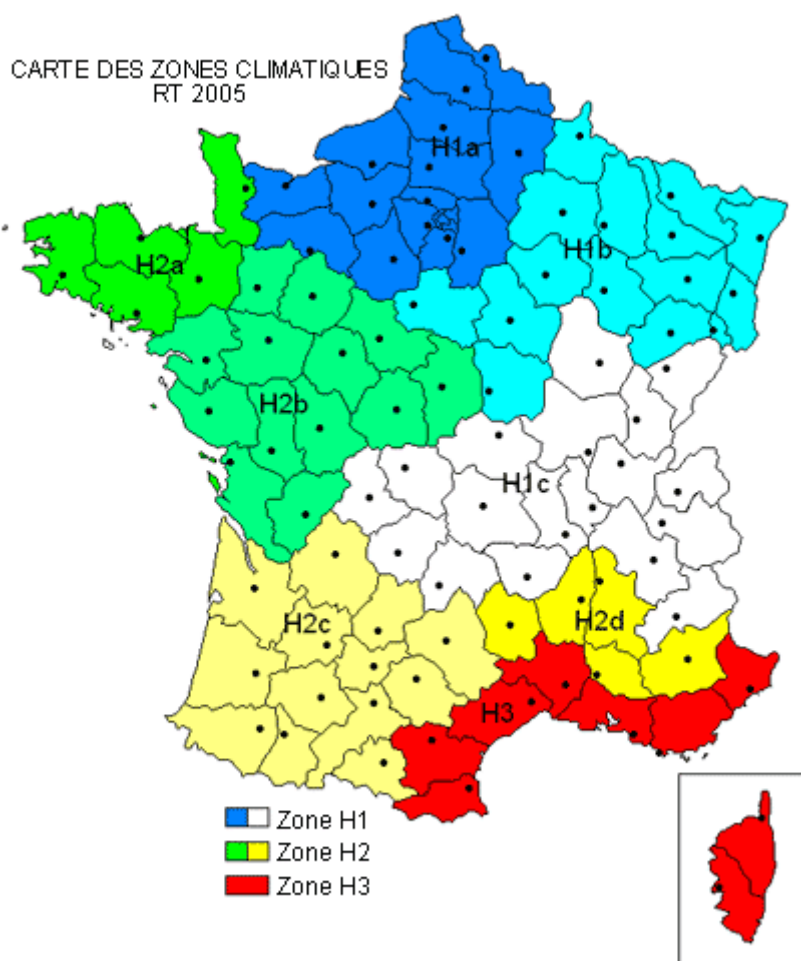 CARTE DES ZONES CLIMATIQUES
RT 2005
H1a
H1b
H2a
H2b
H1c
H2c
H2d
H3
Zone H1
Zone H2
Zone H3